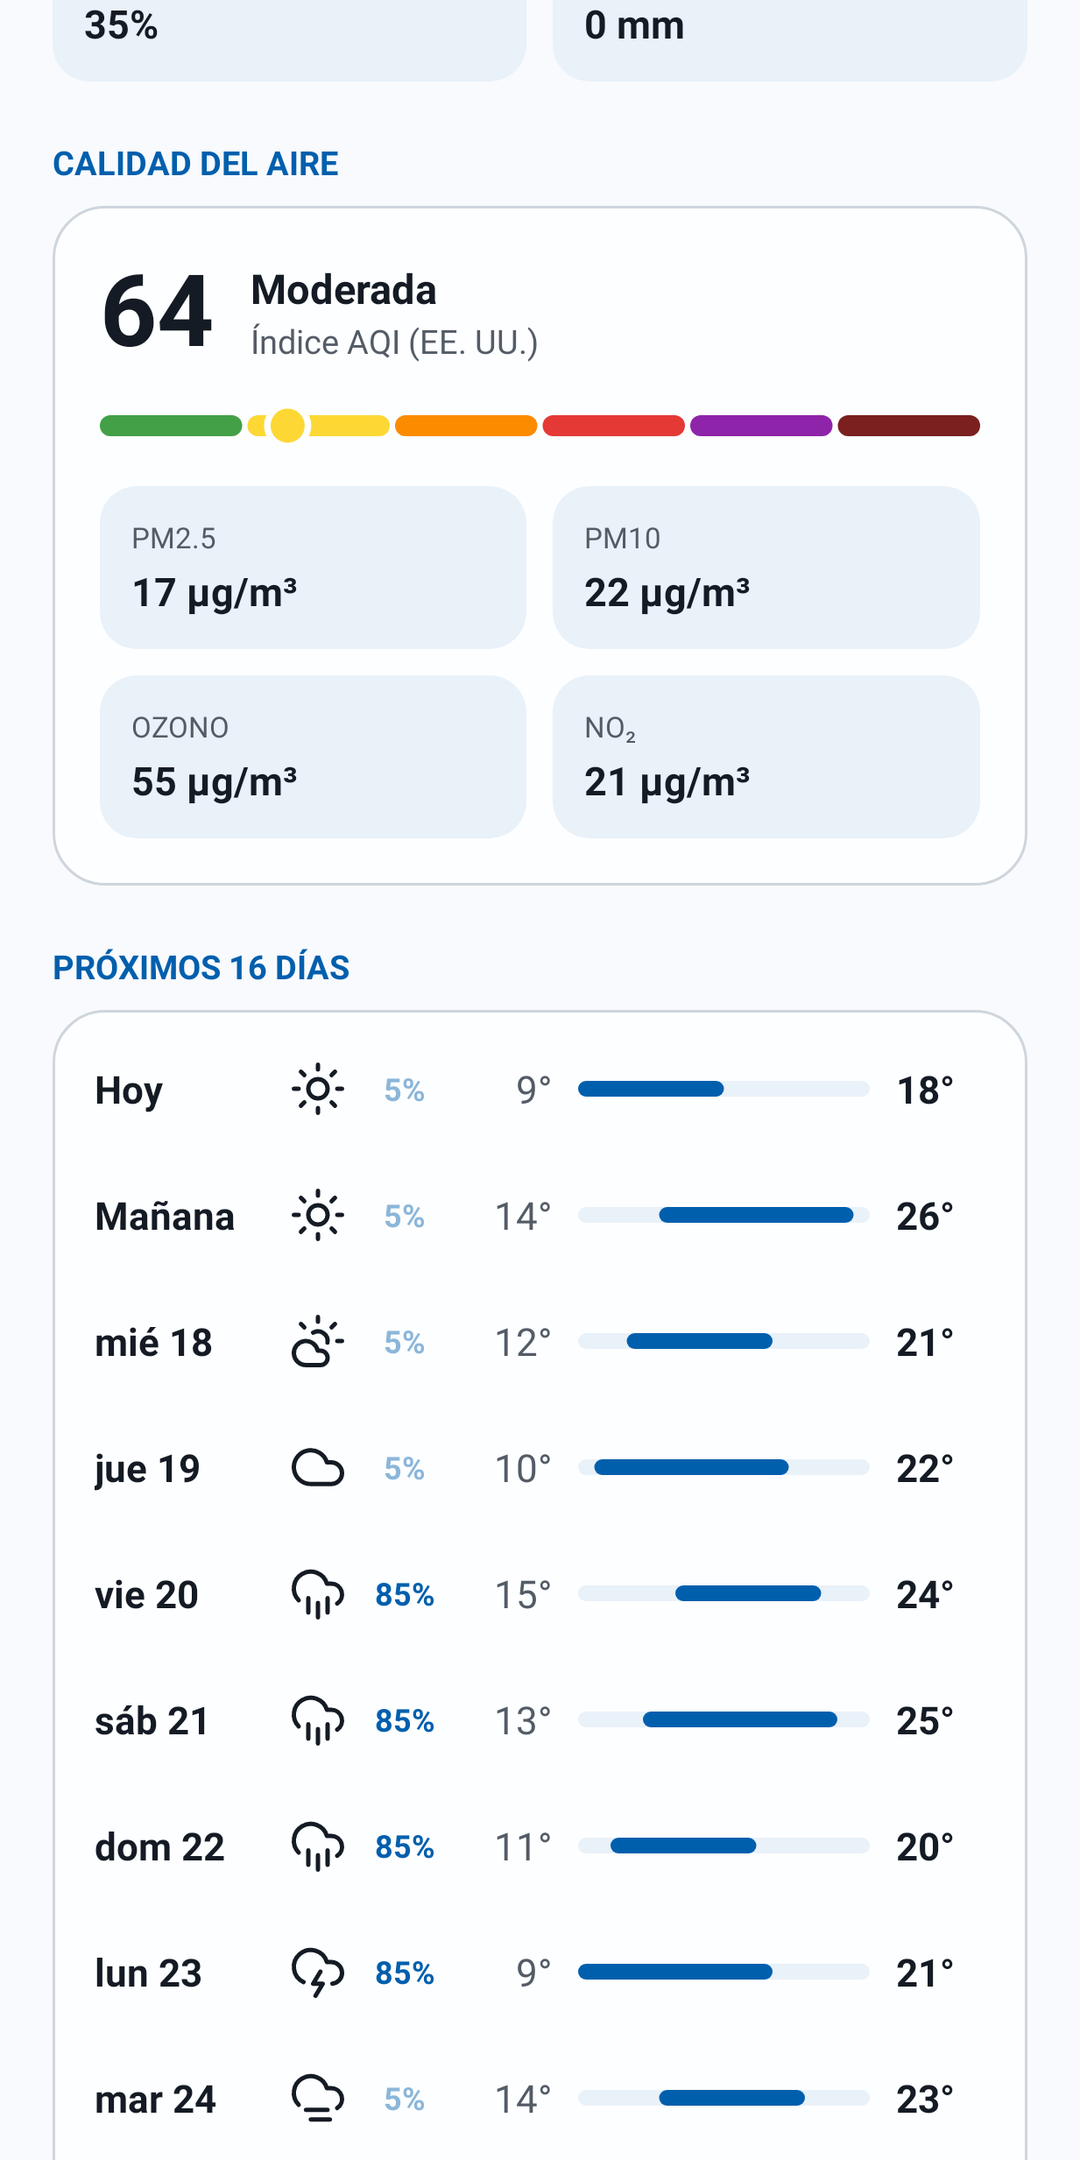 35%
0 mm
CALIDAD DEL AIRE
64
Moderada
Índice AQI (EE. UU.)
PM2.5
17 µg/m³
PM10
22 µg/m³
OZONO
55 µg/m³
NO₂
21 µg/m³
PRÓXIMOS 16 DÍAS
Hoy 5% 9° 18°
Mañana 5% 14° 26°
mié 18 5% 12° 21°
jue 19 5% 10° 22°
vie 20 85% 15° 24°
sáb 21 85% 13° 25°
dom 22 85% 11° 20°
lun 23 85% 9° 21°
mar 24 5% 14° 23°